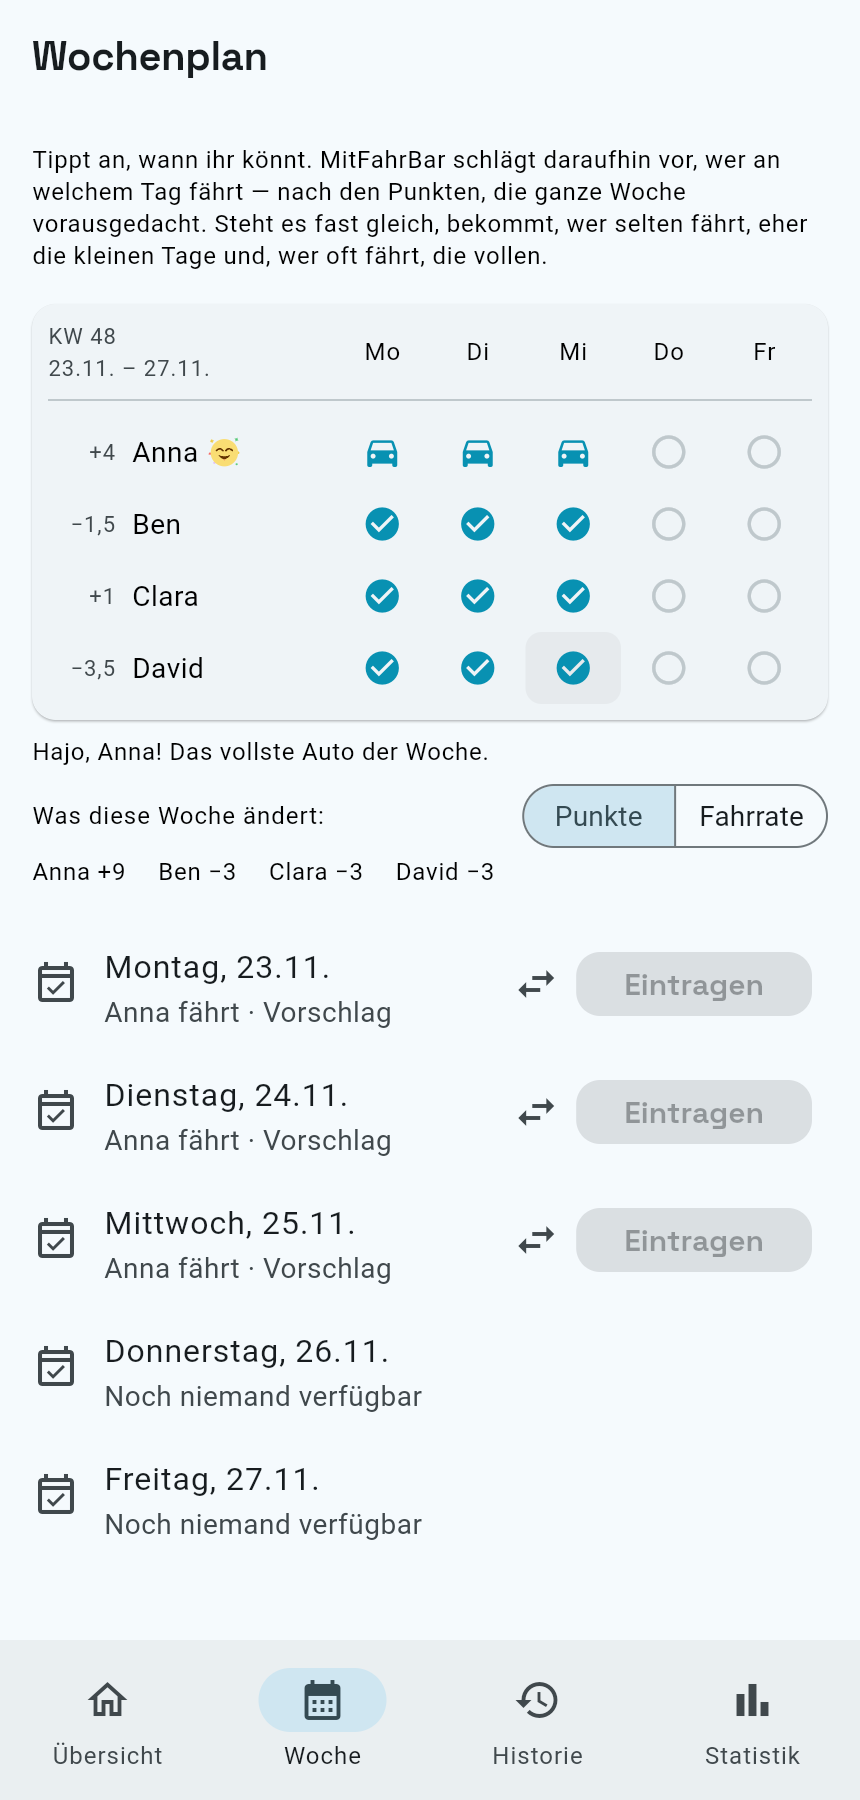 Wochenplan
Tippt an, wann ihr könnt. MitFahrBar schlägt daraufhin vor, wer an
welchem Tag fährt — nach den Punkten, die ganze Woche
vorausgedacht. Steht es fast gleich, bekommt, wer selten fährt, eher
die kleinen Tage und, wer oft fährt, die vollen.
KW 48
23.11. – 27.11.
Mo Di Mi Do Fr
+4 Anna
−1,5 Ben
+1 Clara
−3,5 David
Hajo, Anna! Das vollste Auto der Woche.
Was diese Woche ändert:
Punkte Fahrrate
Anna +9 Ben −3 Clara −3 David −3
Montag, 23.11.
Anna fährt · Vorschlag
Eintragen
Dienstag, 24.11.
Anna fährt · Vorschlag
Eintragen
Mittwoch, 25.11.
Anna fährt · Vorschlag
Eintragen
Donnerstag, 26.11.
Noch niemand verfügbar
Freitag, 27.11.
Noch niemand verfügbar
Übersicht Woche Historie Statistik